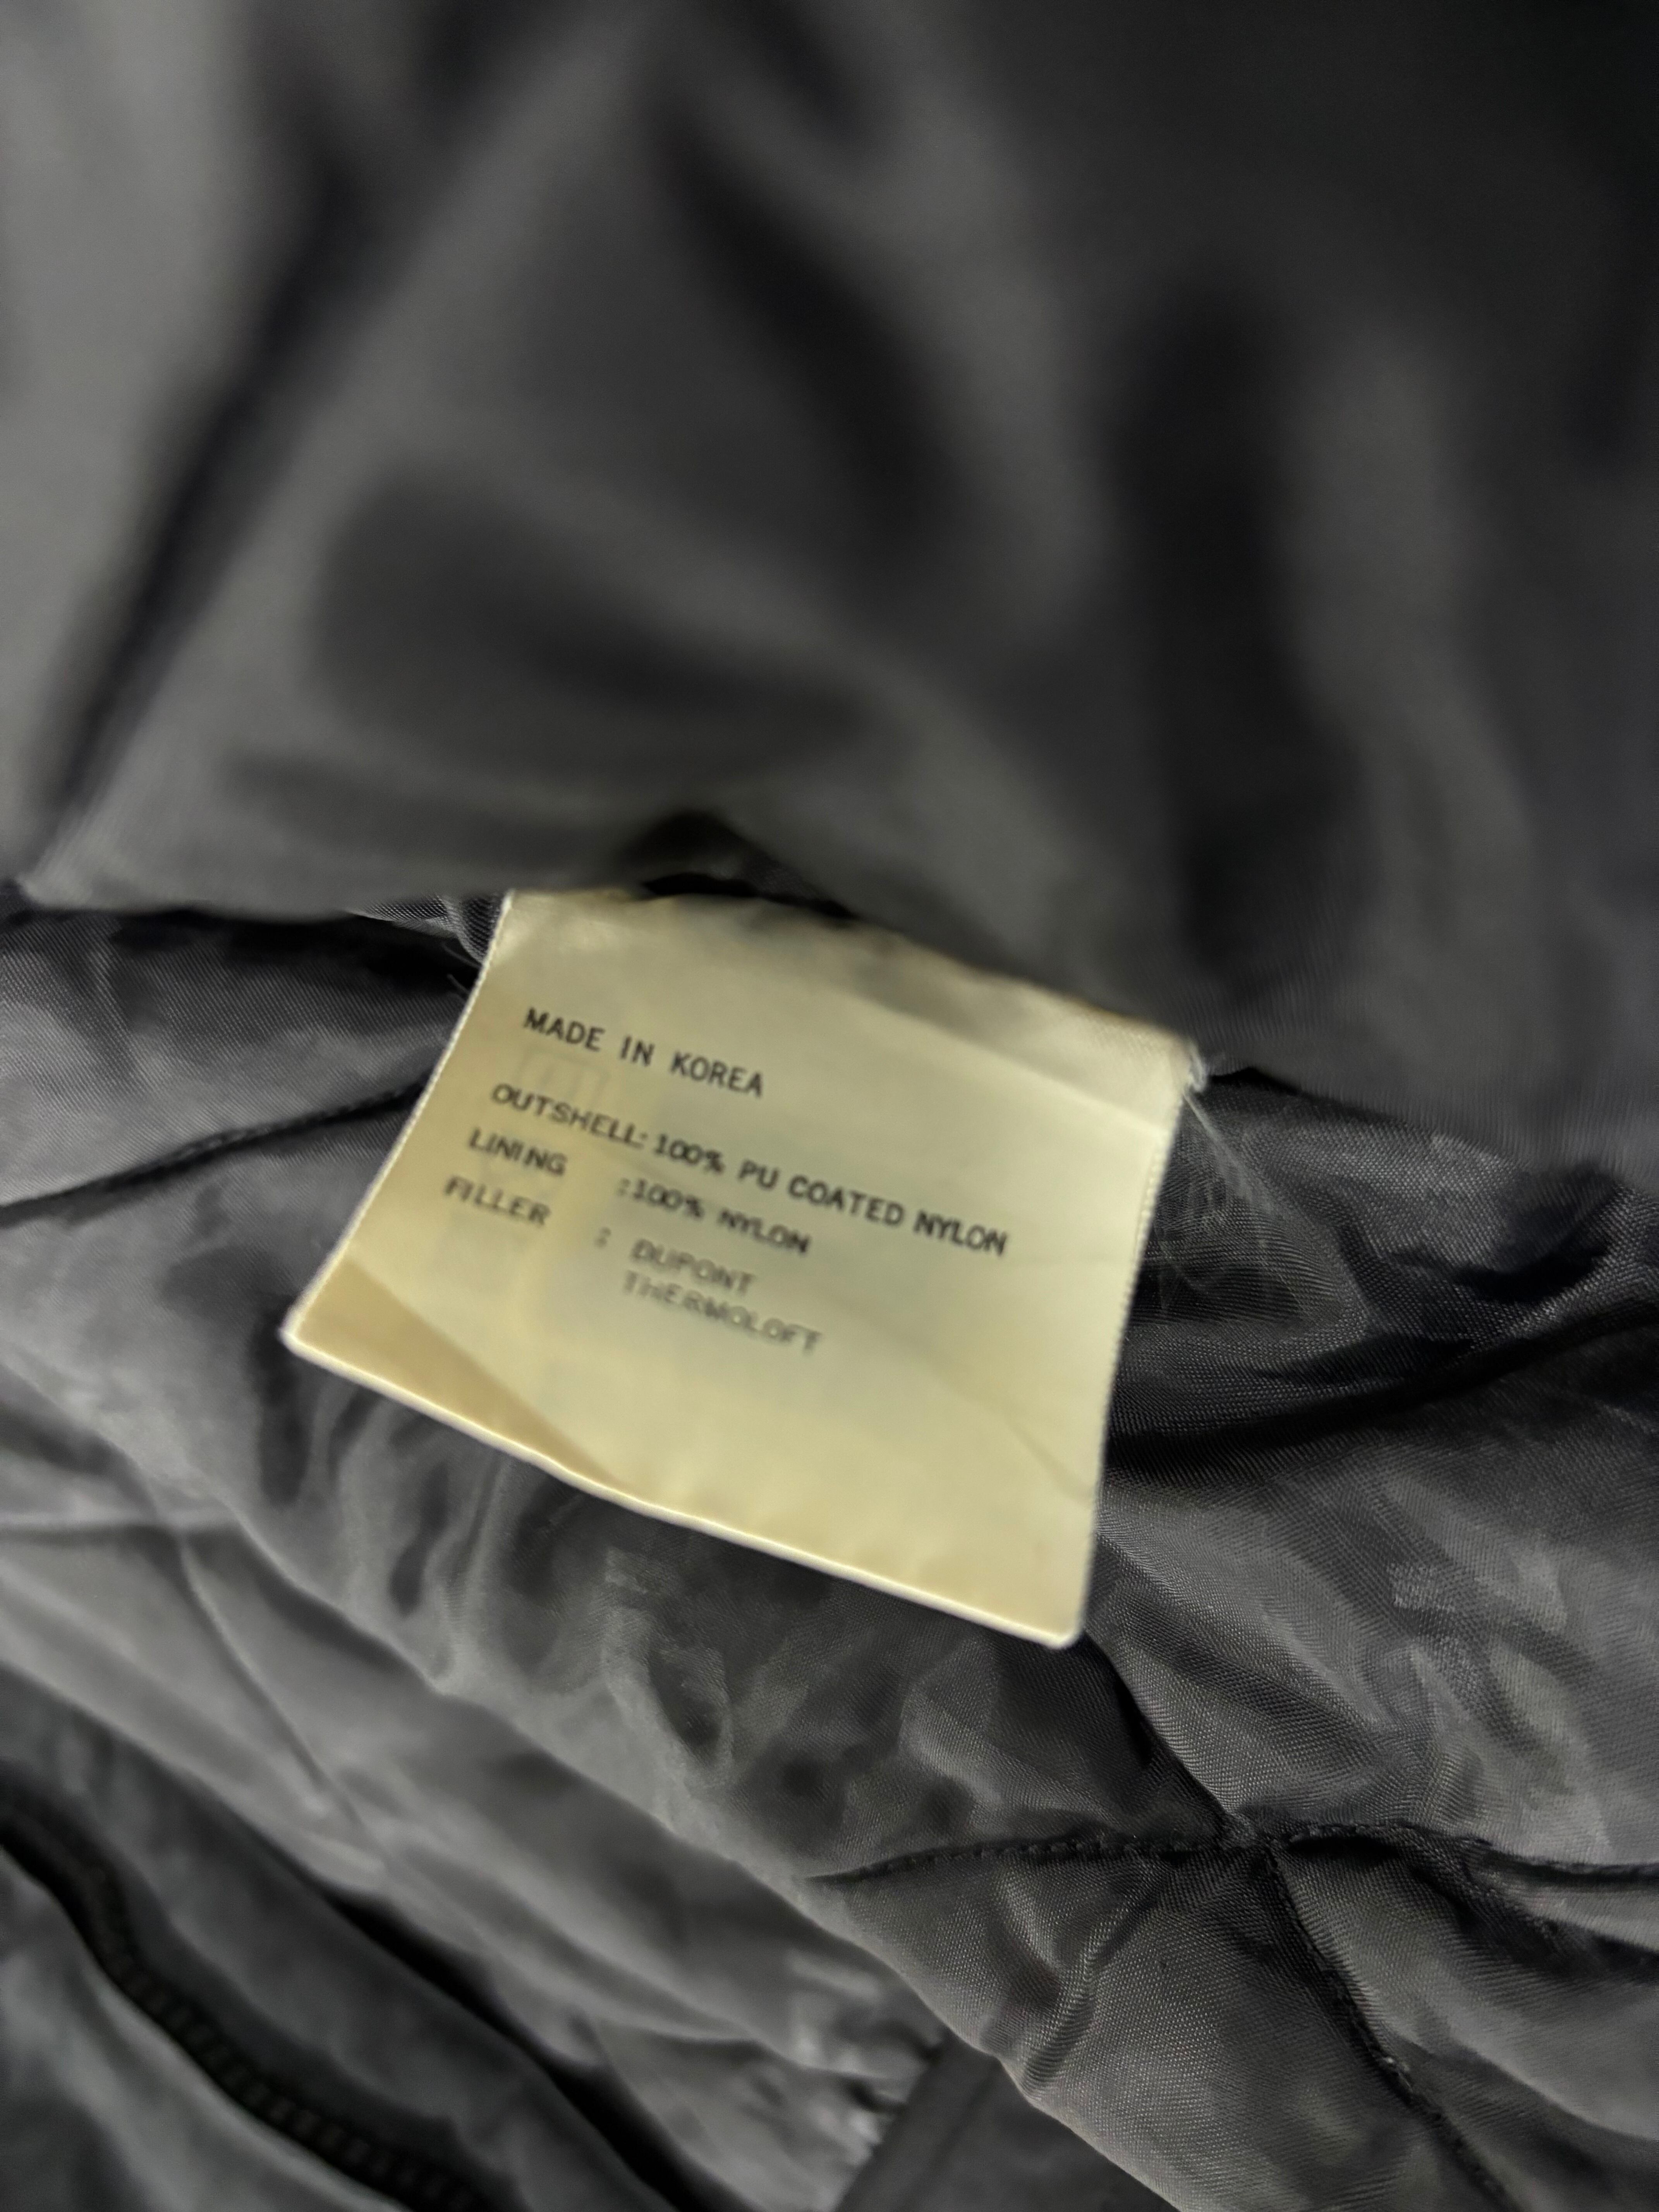 MADE IN KOREA
OUTSHELL: 100% PU COATED NYLON
LINING :100% NYLON
FILLER : DUPONT
THERMOLOFT